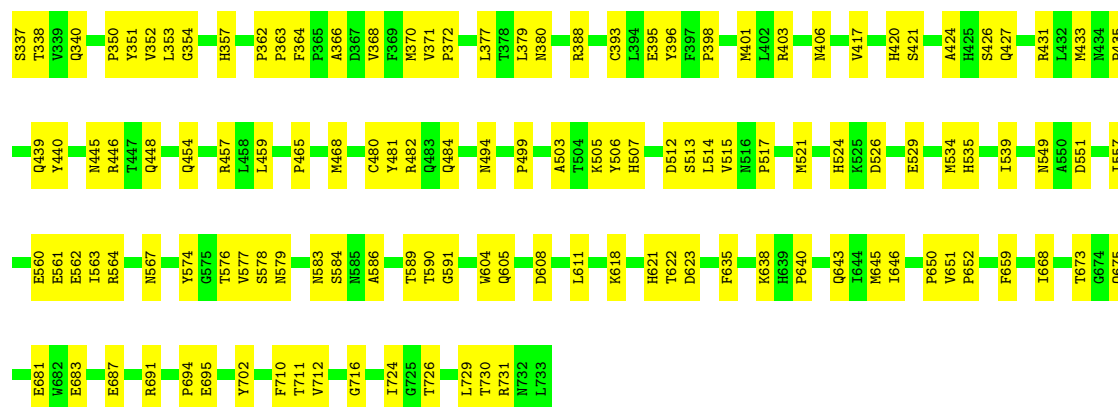 S337 T338 V339 Q340 P350 Y351 V352 L353 G354 H357 P362 P363 F364 P365 A366 D367 V368 F369 M370 V371 P372 L377 T378 L379 N380 R388 C393 L394 E395 Y396 F397 P398 M401 L402 R403 N406 V417 H420 S421 A424 H425 S426 Q427 R431 L432 M433 N434
Q439 Y440 N445 R446 T447 Q448 Q454 R457 L458 L459 P465 M468 C480 Y481 R482 Q483 Q484 N494 P499 A503 T504 K505 Y506 H507 D512 S513 L514 V515 N516 P517 M521 H524 K525 D526 E529 M534 H535 I539 N549 A550 D551
E560 E561 E562 I563 R564 N567 Y574 G575 T576 V577 S578 N579 N583 S584 N585 A586 T589 T590 G591 W604 Q605 D608 L611 K618 H621 T622 D623 F635 K638 H639 P640 Q643 I644 M645 I646 P650 V651 P652 F659 I668 T673 G674
E681 W682 E683 E687 R691 P694 E695 Y702 F710 T711 V712 G716 I724 G725 T726 L729 T730 R731 N732 L733